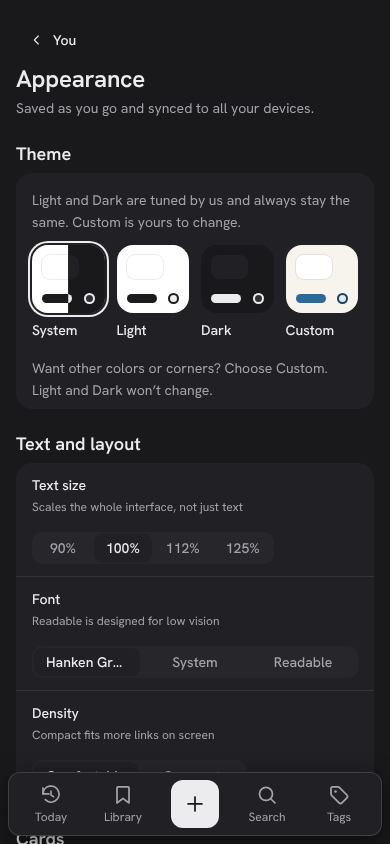 You
Appearance
Saved as you go and synced to all your devices.
Theme
Light and Dark are tuned by us and always stay the
same. Custom is yours to change.
System Light Dark Custom
Want other colors or corners? Choose Custom.
Light and Dark won’t change.
Text and layout
Text size
Scales the whole interface, not just text
90% 100% 112% 125%
Font
Readable is designed for low vision
Hanken Gr... System Readable
Density
Compact fits more links on screen
Today Library Search Tags
Cards